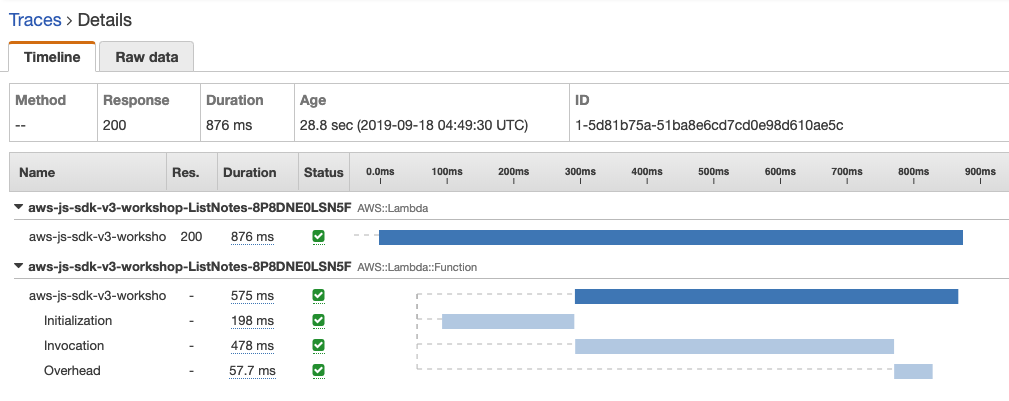 Traces > Details
Timeline Raw data
Method Response Duration Age ID
-- 200 876 ms 28.8 sec (2019-09-18 04:49:30 UTC) 1-5d81b75a-51ba8e6cd7cd0e98d610ae5c
Name Res. Duration Status 0.0ms 100ms 200ms 300ms 400ms 500ms 600ms 700ms 800ms 900ms
aws-js-sdk-v3-workshop-ListNotes-8P8DNE0LSN5F AWS::Lambda
aws-js-sdk-v3-worksho 200 876 ms
aws-js-sdk-v3-workshop-ListNotes-8P8DNE0LSN5F AWS::Lambda::Function
aws-js-sdk-v3-worksho - 575 ms
Initialization - 198 ms
Invocation - 478 ms
Overhead - 57.7 ms